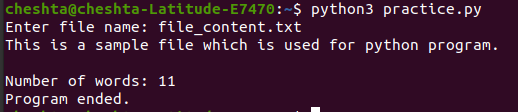 cheshta@cheshta-Latitude-E7470:~$ python3 practice.py
Enter file name: file_content.txt
This is a sample file which is used for python program.
Number of words: 11
Program ended.
cheshta@cheshta-Latitude-E7470:~$